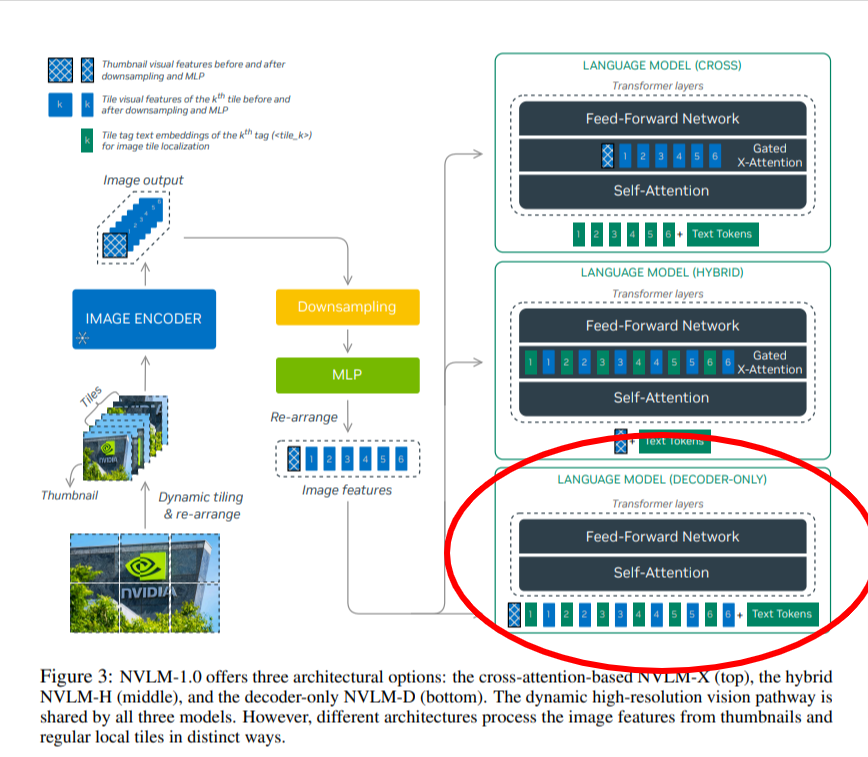 Thumbnail visual features before and after
downsampling and MLP
k k Tile visual features of the kth tile before and
after downsampling and MLP
k Tile tag text embeddings of the kth tag (<tile_k>)
for image tile localization
Image output
1 2 3 4 5 6
IMAGE ENCODER
Tiles
NVIDIA
Thumbnail
Dynamic tiling
& re-arrange
NVIDIA
Downsampling
MLP
Re-arrange
1 2 3 4 5 6
Image features
LANGUAGE MODEL (CROSS)
Transformer layers
Feed-Forward Network
1 2 3 4 5 6 Gated
X-Attention
Self-Attention
1 2 3 4 5 6 + Text Tokens
LANGUAGE MODEL (HYBRID)
Transformer layers
Feed-Forward Network
1 1 2 2 3 3 4 4 5 5 6 6 Gated
X-Attention
Self-Attention
+ Text Tokens
LANGUAGE MODEL (DECODER-ONLY)
Transformer layers
Feed-Forward Network
Self-Attention
1 1 2 2 3 3 4 4 5 5 6 6 + Text Tokens
Figure 3: NVLM-1.0 offers three architectural options: the cross-attention-based NVLM-X (top), the hybrid
NVLM-H (middle), and the decoder-only NVLM-D (bottom). The dynamic high-resolution vision pathway is
shared by all three models. However, different architectures process the image features from thumbnails and
regular local tiles in distinct ways.